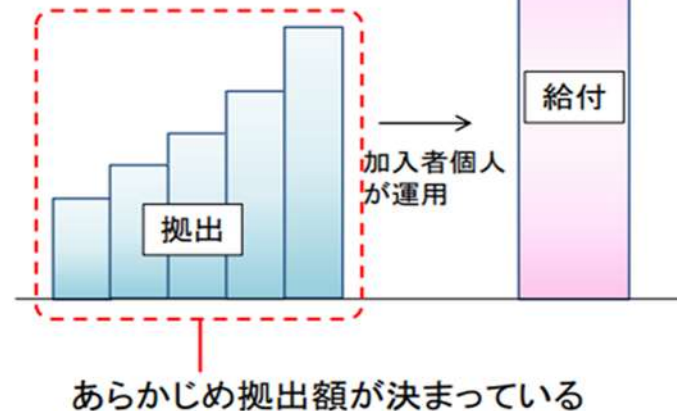 給付
加入者個人
が運用
拠出
あらかじめ拠出額が決まっている